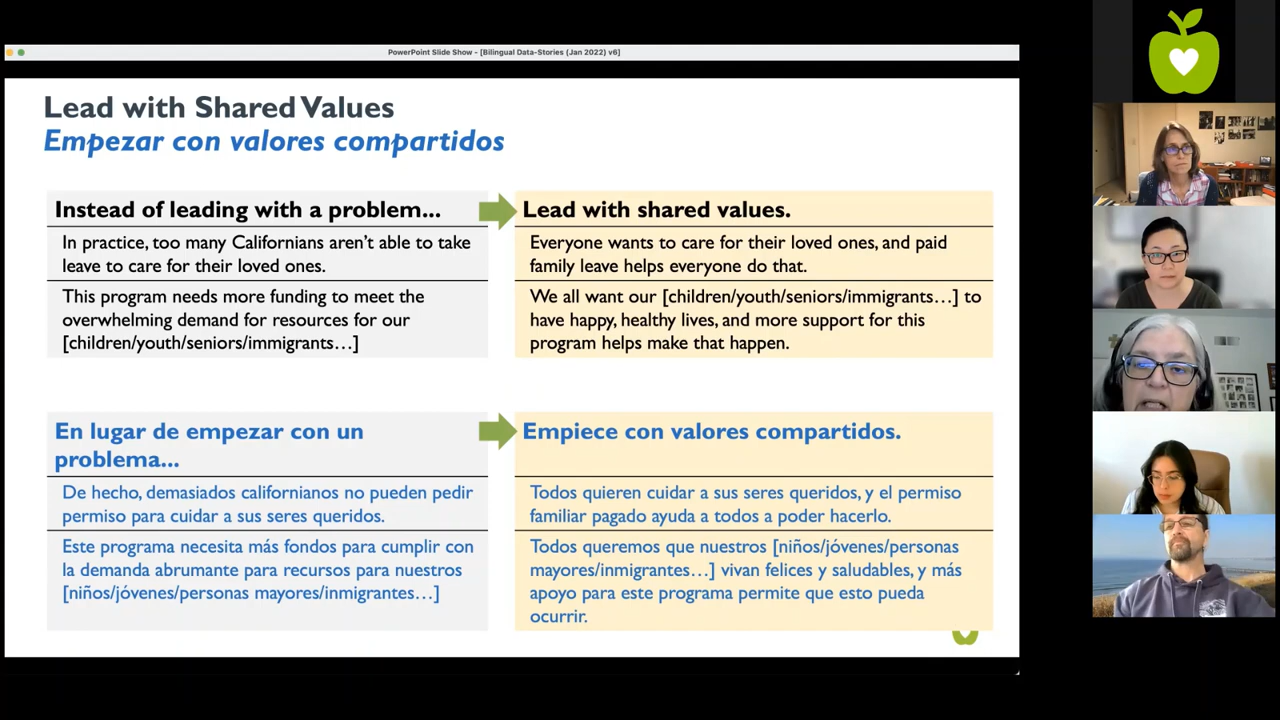 PowerPoint Slide Show - [Bilingual Data-Stories (Jan 2022) v6]
Lead with Shared Values
Empezar con valores compartidos
Instead of leading with a problem...
In practice, too many Californians aren’t able to take
leave to care for their loved ones.
This program needs more funding to meet the
overwhelming demand for resources for our
[children/youth/seniors/immigrants…]
Lead with shared values.
Everyone wants to care for their loved ones, and paid
family leave helps everyone do that.
We all want our [children/youth/seniors/immigrants…] to
have happy, healthy lives, and more support for this
program helps make that happen.
En lugar de empezar con un
problema...
De hecho, demasiados californianos no pueden pedir
permiso para cuidar a sus seres queridos.
Este programa necesita más fondos para cumplir con
la demanda abrumante para recursos para nuestros
[niños/jóvenes/personas mayores/inmigrantes…]
Empiece con valores compartidos.
Todos quieren cuidar a sus seres queridos, y el permiso
familiar pagado ayuda a todos a poder hacerlo.
Todos queremos que nuestros [niños/jóvenes/personas
mayores/inmigrantes…] vivan felices y saludables, y más
apoyo para este programa permite que esto pueda
ocurrir.